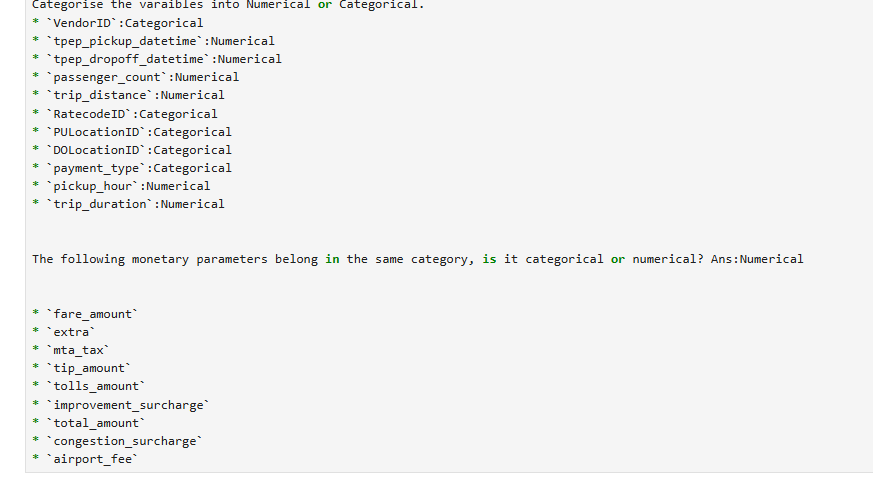 Categorise the varaibles into Numerical or Categorical.
* `VendorID`:Categorical
* `tpep_pickup_datetime`:Numerical
* `tpep_dropoff_datetime`:Numerical
* `passenger_count`:Numerical
* `trip_distance`:Numerical
* `RatecodeID`:Categorical
* `PULocationID`:Categorical
* `DOLocationID`:Categorical
* `payment_type`:Categorical
* `pickup_hour`:Numerical
* `trip_duration`:Numerical
The following monetary parameters belong in the same category, is it categorical or numerical? Ans:Numerical
* `fare_amount`
* `extra`
* `mta_tax`
* `tip_amount`
* `tolls_amount`
* `improvement_surcharge`
* `total_amount`
* `congestion_surcharge`
* `airport_fee`